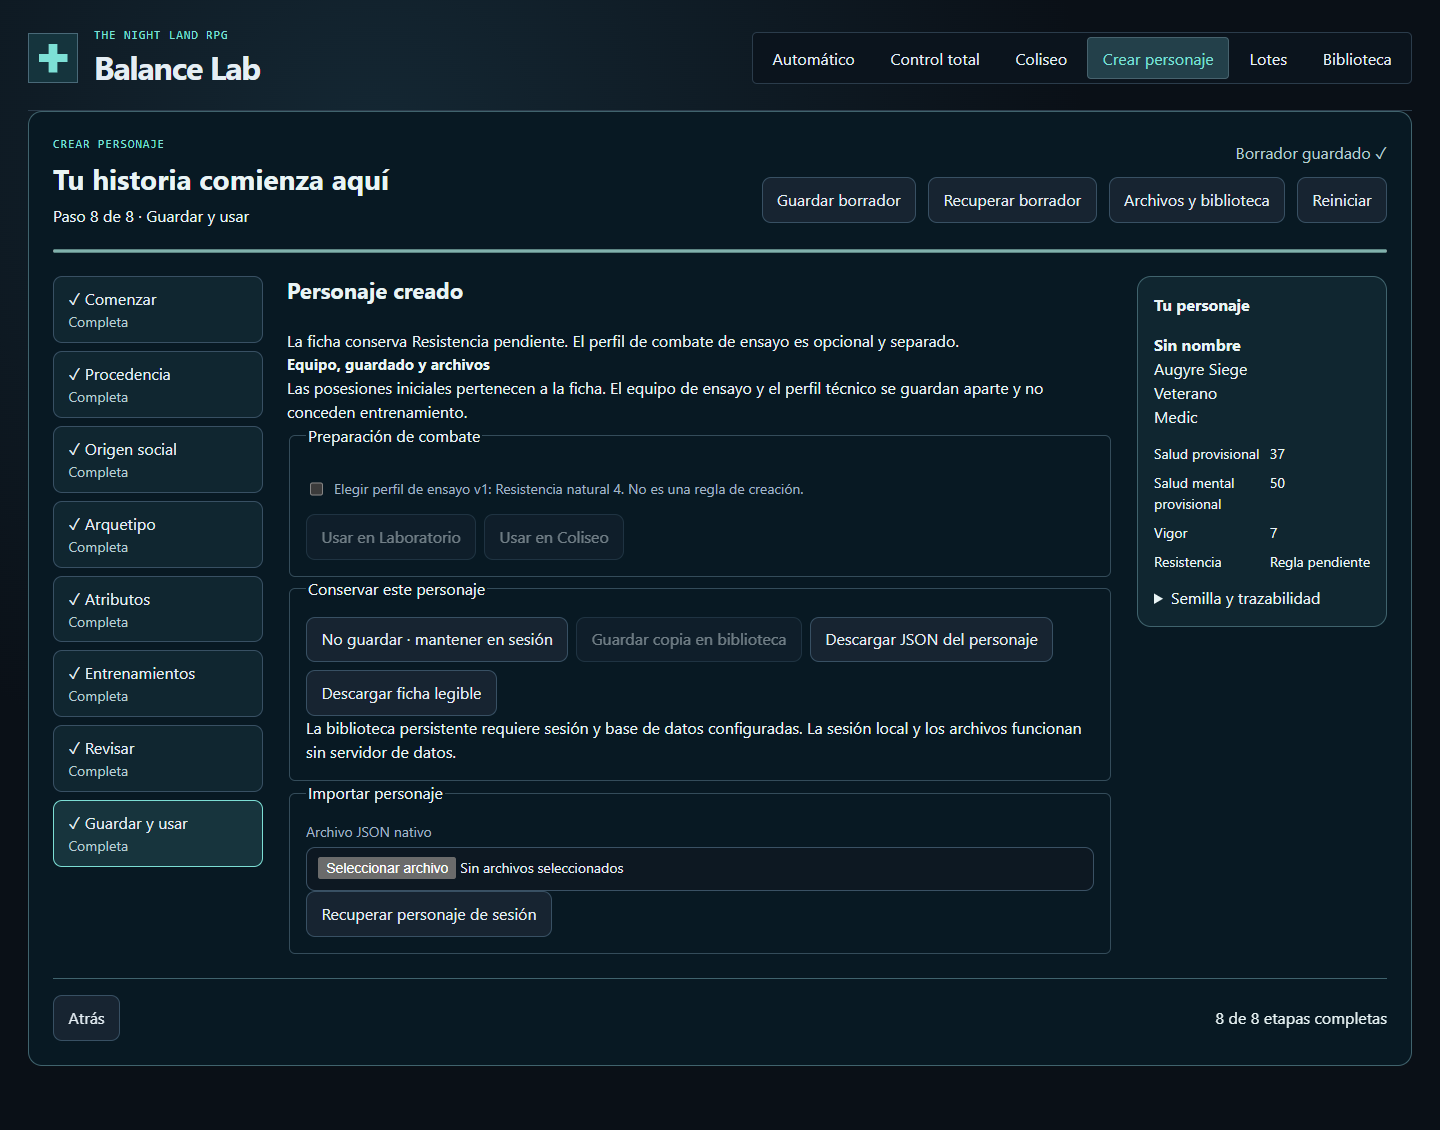 THE NIGHT LAND RPG
Balance Lab
Automático
Control total
Coliseo
Crear personaje
Lotes
Biblioteca
CREAR PERSONAJE
Tu historia comienza aquí
Paso 8 de 8 · Guardar y usar
Borrador guardado ✓
Guardar borrador
Recuperar borrador
Archivos y biblioteca
Reiniciar
✓ Comenzar
Completa
✓ Procedencia
Completa
✓ Origen social
Completa
✓ Arquetipo
Completa
✓ Atributos
Completa
✓ Entrenamientos
Completa
✓ Revisar
Completa
✓ Guardar y usar
Completa
Personaje creado
La ficha conserva Resistencia pendiente. El perfil de combate de ensayo es opcional y separado.
Equipo, guardado y archivos
Las posesiones iniciales pertenecen a la ficha. El equipo de ensayo y el perfil técnico se guardan aparte y no
conceden entrenamiento.
Preparación de combate
Elegir perfil de ensayo v1: Resistencia natural 4. No es una regla de creación.
Usar en Laboratorio
Usar en Coliseo
Conservar este personaje
No guardar · mantener en sesión
Guardar copia en biblioteca
Descargar JSON del personaje
Descargar ficha legible
La biblioteca persistente requiere sesión y base de datos configuradas. La sesión local y los archivos funcionan
sin servidor de datos.
Importar personaje
Archivo JSON nativo
Seleccionar archivo Sin archivos seleccionados
Recuperar personaje de sesión
Tu personaje
Sin nombre
Augyre Siege
Veterano
Medic
Salud provisional 37
Salud mental 50
provisional
Vigor 7
Resistencia Regla pendiente
▶ Semilla y trazabilidad
Atrás
8 de 8 etapas completas